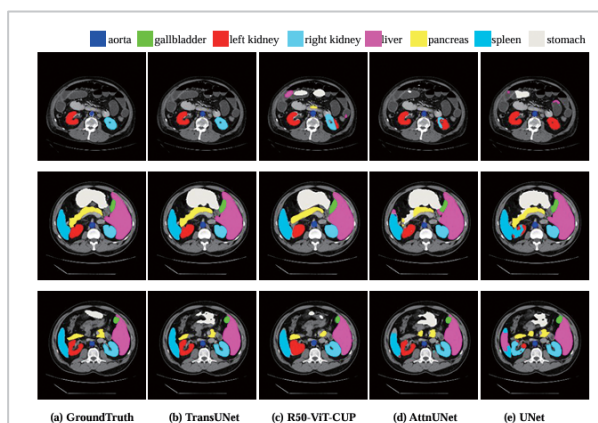 aorta gallbladder left kidney right kidney liver pancreas spleen stomach
(a) GroundTruth (b) TransUNet (c) R50-ViT-CUP (d) AttnUNet (e) UNet